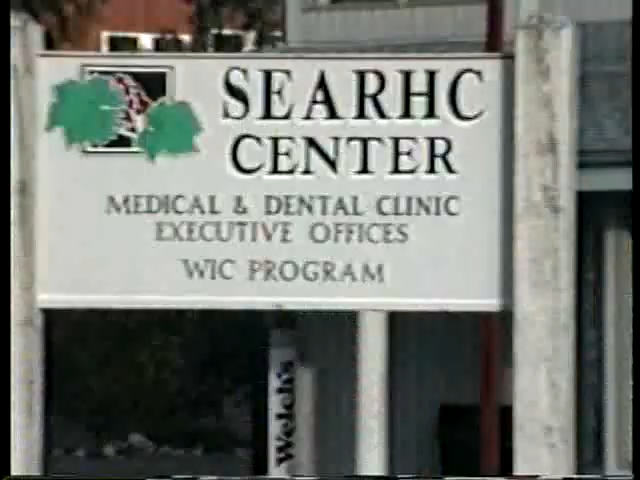 SEARHC
CENTER
MEDICAL & DENTAL CLINIC
EXECUTIVE OFFICES
WIC PROGRAM
Welch's